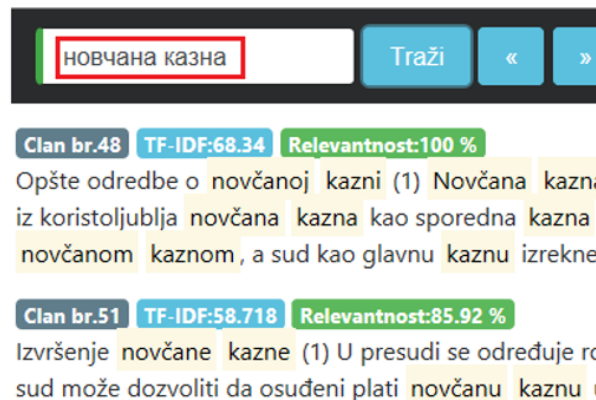 новчана казна Traži « »
Clan br.48 TF-IDF:68.34 Relevantnost:100 %
Opšte odredbe o novčanoj kazni (1) Novčana kazna
iz koristoljublja novčana kazna kao sporedna kazna
novčanom kaznom, a sud kao glavnu kaznu izrekne
Clan br.51 TF-IDF:58.718 Relevantnost:85.92 %
Izvršenje novčane kazne (1) U presudi se određuje
sud može dozvoliti da osuđeni plati novčanu kaznu